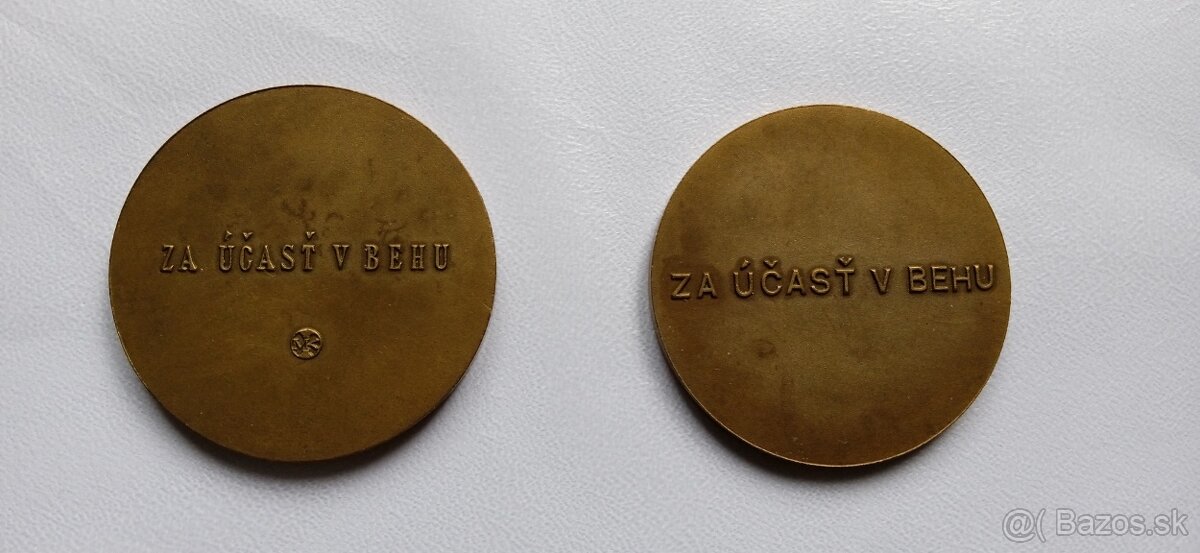 ZA ÚČASŤ V BEHU
ZA ÚČASŤ V BEHU
@( Bazos.sk